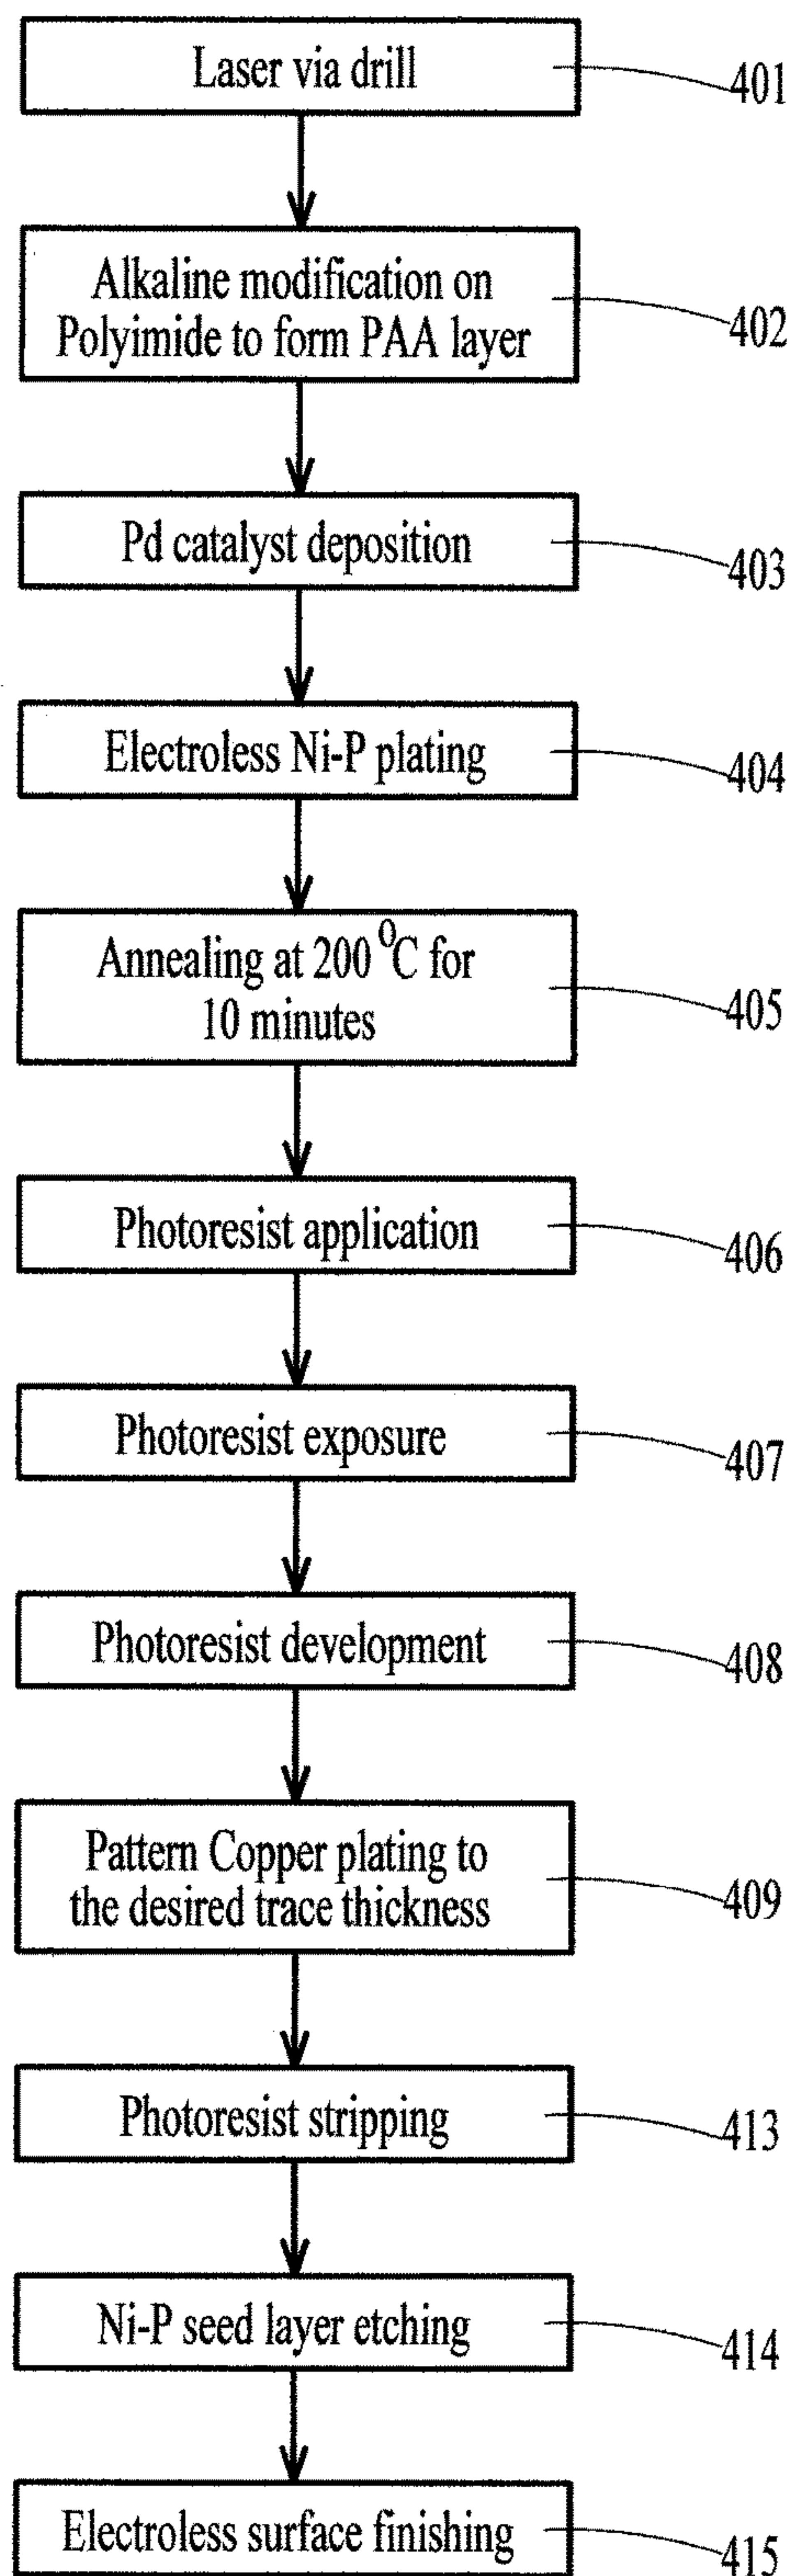 Laser via drill
401
Alkaline modification on
Polyimide to form PAA layer
402
Pd catalyst deposition
403
Electroless Ni-P plating
404
Annealing at 200 °C for
10 minutes
405
Photoresist application
406
Photoresist exposure
407
Photoresist development
408
Pattern Copper plating to
the desired trace thickness
409
Photoresist stripping
413
Ni-P seed layer etching
414
Electroless surface finishing
415